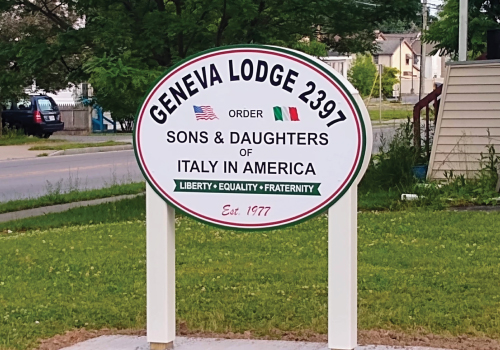 GENEVA LODGE 2397
ORDER
SONS & DAUGHTERS
OF
ITALY IN AMERICA
LIBERTY • EQUALITY • FRATERNITY
Est. 1977